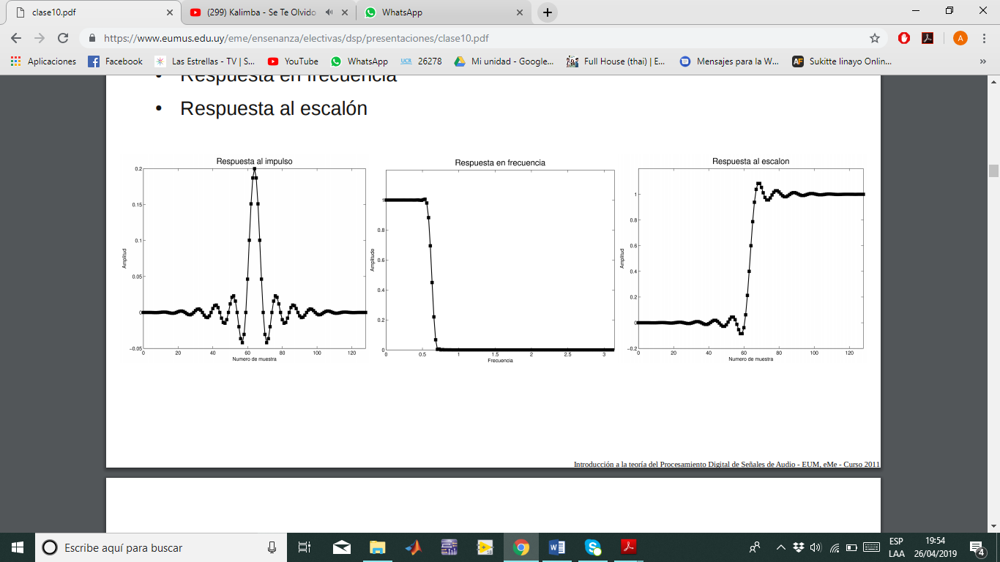 clase10.pdf
(299) Kalimba - Se Te Olvido
WhatsApp
https://www.eumus.edu.uy/eme/ensenanza/electivas/dsp/presentaciones/clase10.pdf
A
Aplicaciones
Facebook
Las Estrellas - TV | S...
YouTube
WhatsApp
UCR 26278
Mi unidad - Google...
Full House (thai) | E...
Mensajes para la W...
AF Sukitte Iinayo Onlin...
»
• Respuesta en frecuencia
• Respuesta al escalón
Respuesta al impulso
0.2
0.15
0.1
0.05
0
−0.05
Amplitud
0 20 40 60 80 100 120
Numero de muestra
Respuesta en frecuencia
1
0.8
0.6
0.4
0.2
0
Amplitude
0 0.5 1 1.5 2 2.5 3
Frecuencia
Respuesta al escalon
1
0.8
0.6
0.4
0.2
0
−0.2
Amplitud
0 20 40 60 80 100 120
Numero de muestra
Introducción a la teoría del Procesamiento Digital de Señales de Audio - EUM, eMe - Curso 2011
Escribe aquí para buscar
ESP
LAA
19:54
26/04/2019
4